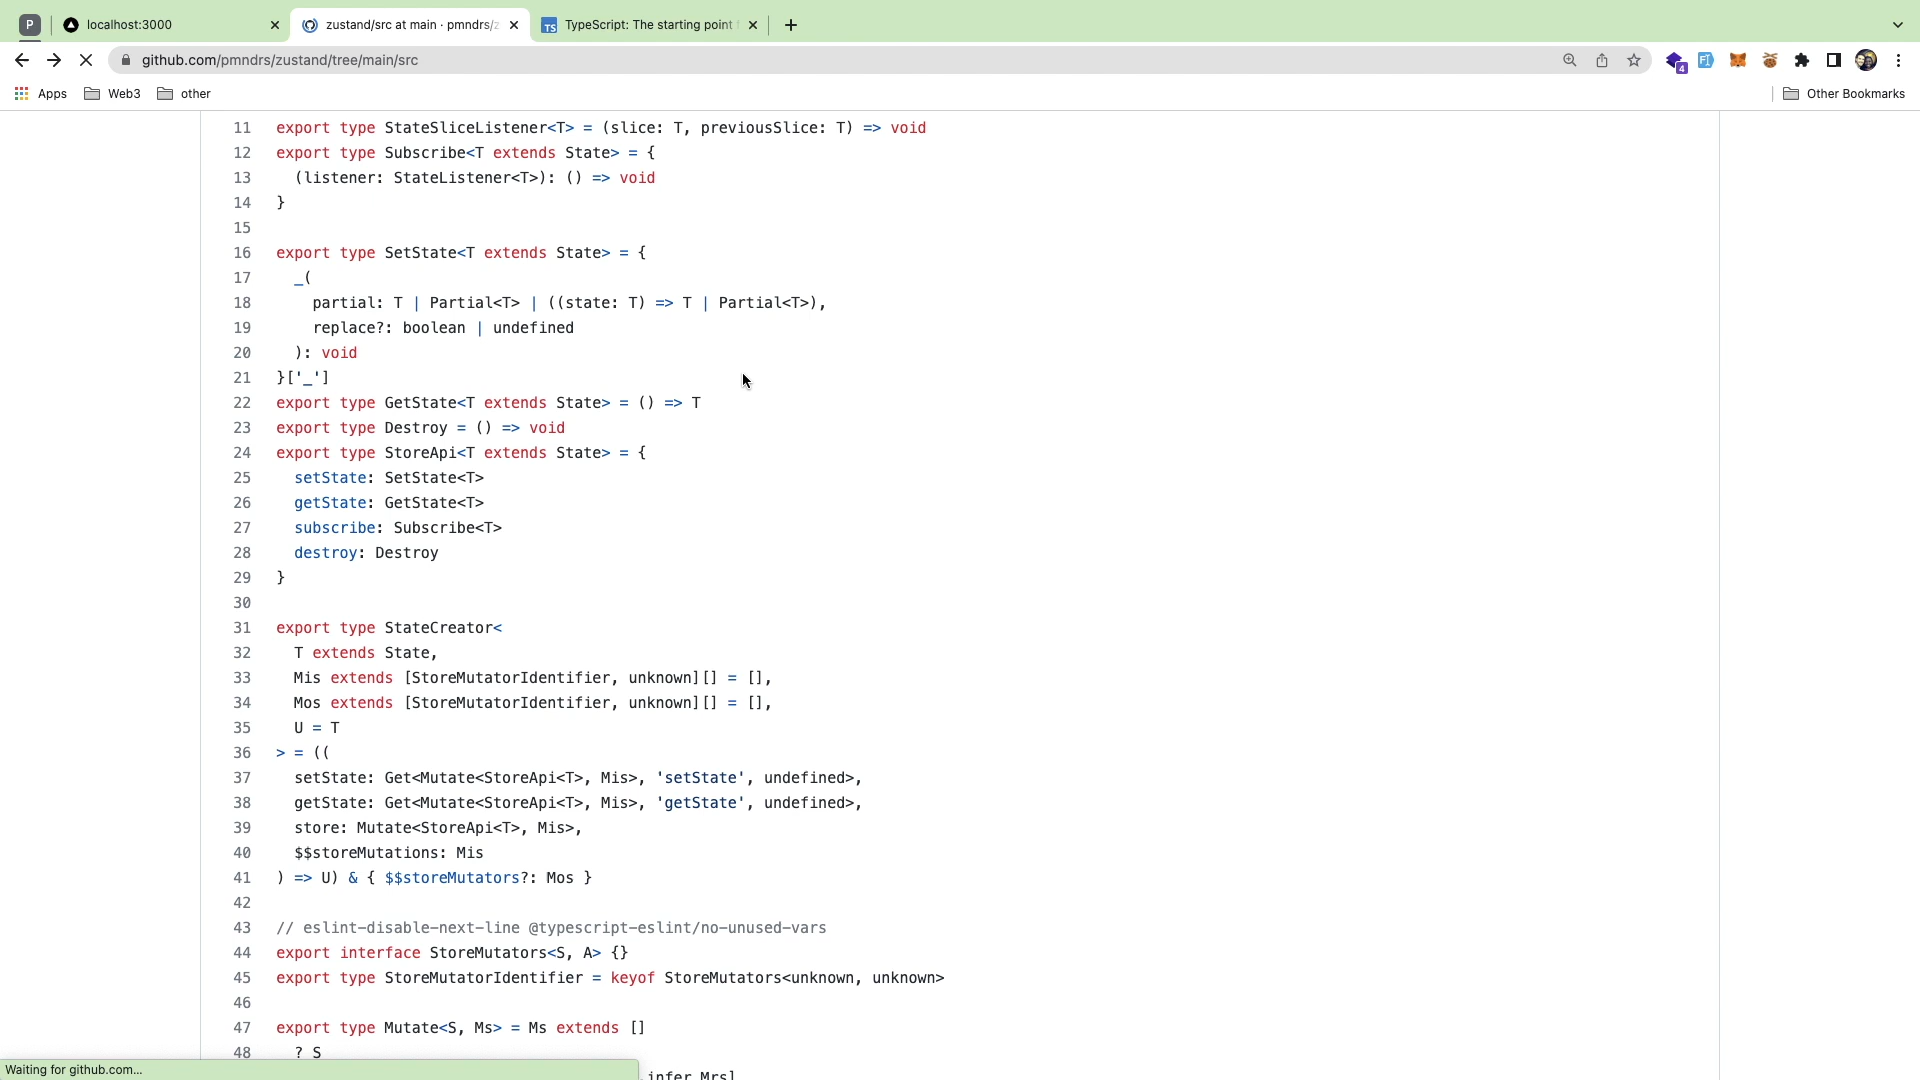 P
localhost:3000
zustand/src at main · pmndrs/z
TS
TypeScript: The starting point
github.com/pmndrs/zustand/tree/main/src
4
Apps
Web3
other
Other Bookmarks
11 export type StateSliceListener<T> = (slice: T, previousSlice: T) => void
12 export type Subscribe<T extends State> = {
13 (listener: StateListener<T>): () => void
14 }
15
16 export type SetState<T extends State> = {
17 _(
18 partial: T | Partial<T> | ((state: T) => T | Partial<T>),
19 replace?: boolean | undefined
20 ): void
21 }['_']
22 export type GetState<T extends State> = () => T
23 export type Destroy = () => void
24 export type StoreApi<T extends State> = {
25 setState: SetState<T>
26 getState: GetState<T>
27 subscribe: Subscribe<T>
28 destroy: Destroy
29 }
30
31 export type StateCreator<
32 T extends State,
33 Mis extends [StoreMutatorIdentifier, unknown][] = [],
34 Mos extends [StoreMutatorIdentifier, unknown][] = [],
35 U = T
36 > = ((
37 setState: Get<Mutate<StoreApi<T>, Mis>, 'setState', undefined>,
38 getState: Get<Mutate<StoreApi<T>, Mis>, 'getState', undefined>,
39 store: Mutate<StoreApi<T>, Mis>,
40 $$storeMutations: Mis
41 ) => U) & { $$storeMutators?: Mos }
42
43 // eslint-disable-next-line @typescript-eslint/no-unused-vars
44 export interface StoreMutators<S, A> {}
45 export type StoreMutatorIdentifier = keyof StoreMutators<unknown, unknown>
46
47 export type Mutate<S, Ms> = Ms extends []
48 ? S
infer Mrs]
Waiting for github.com...